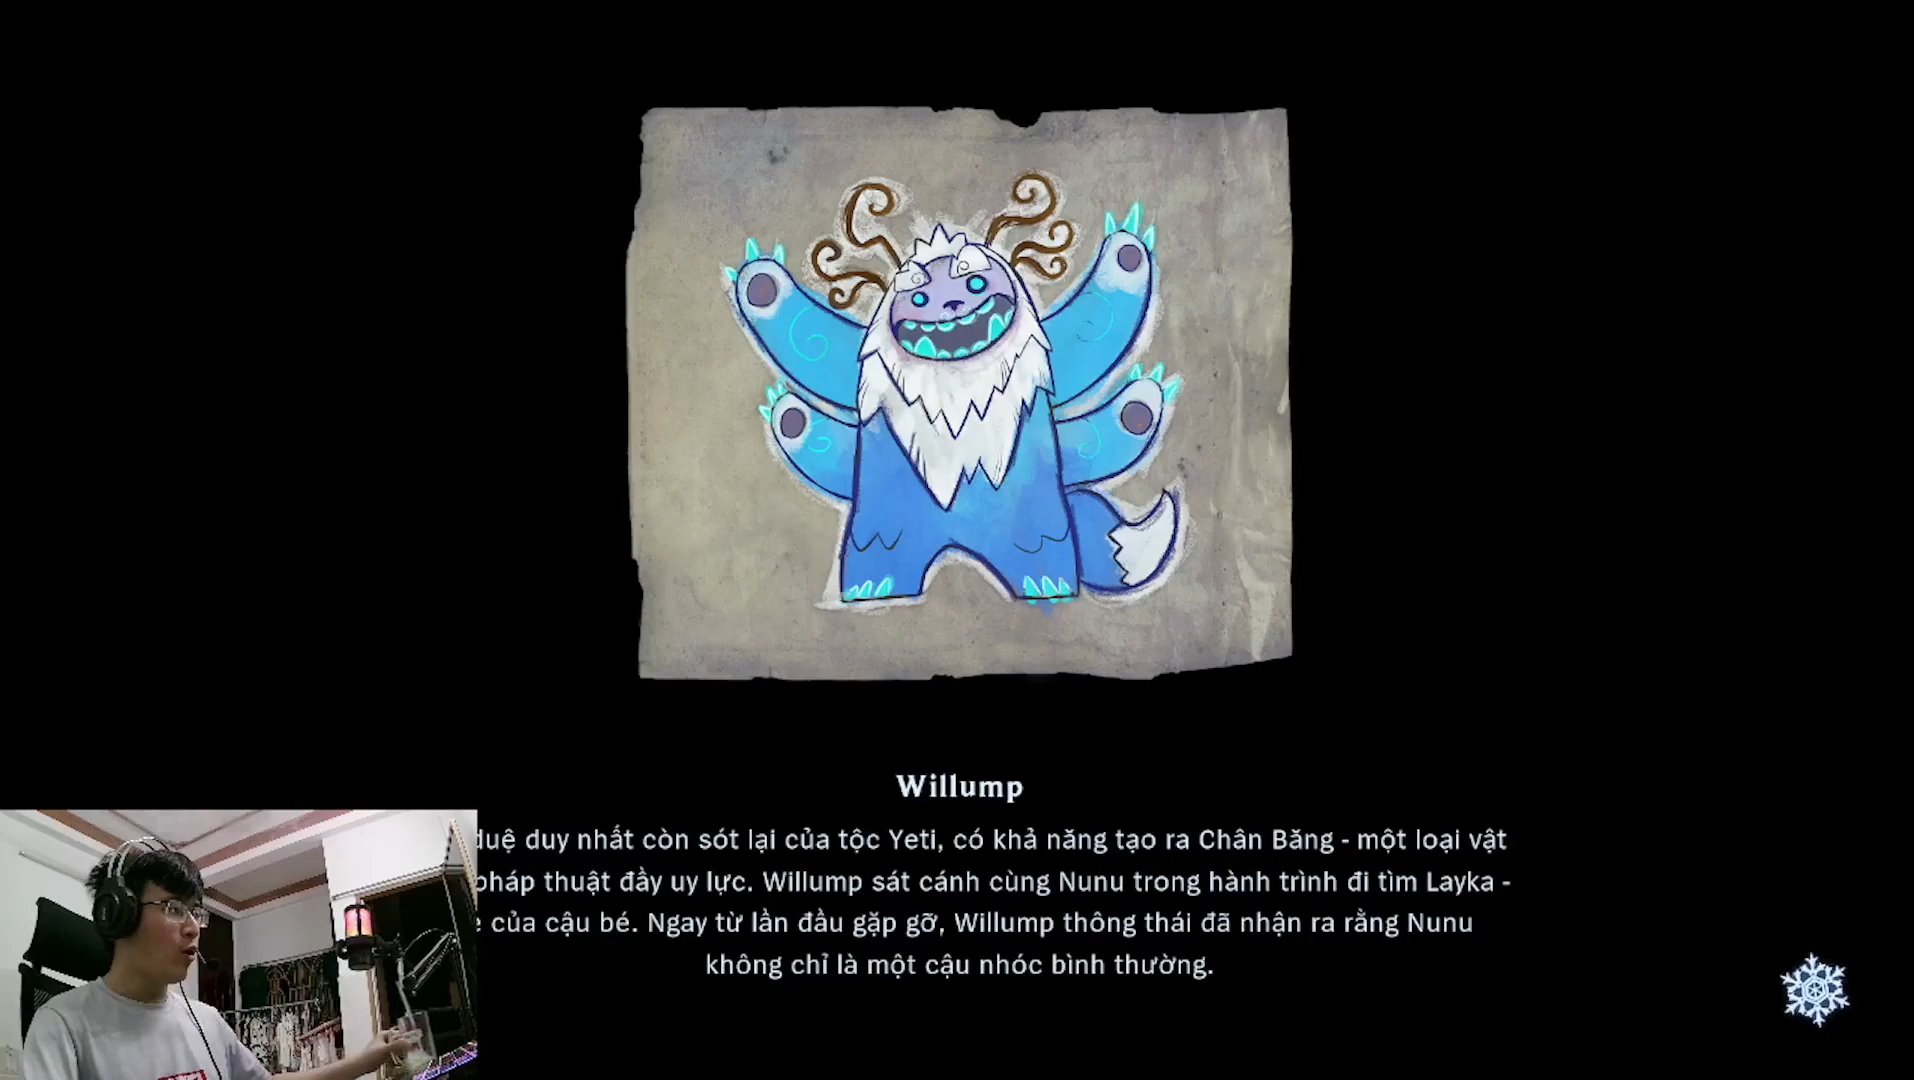 Willump
duệ duy nhất còn sót lại của tộc Yeti, có khả năng tạo ra Chân Băng - một loại vật
pháp thuật đầy uy lực. Willump sát cánh cùng Nunu trong hành trình đi tìm Layka -
của cậu bé. Ngay từ lần đầu gặp gỡ, Willump thông thái đã nhận ra rằng Nunu
không chỉ là một cậu nhóc bình thường.